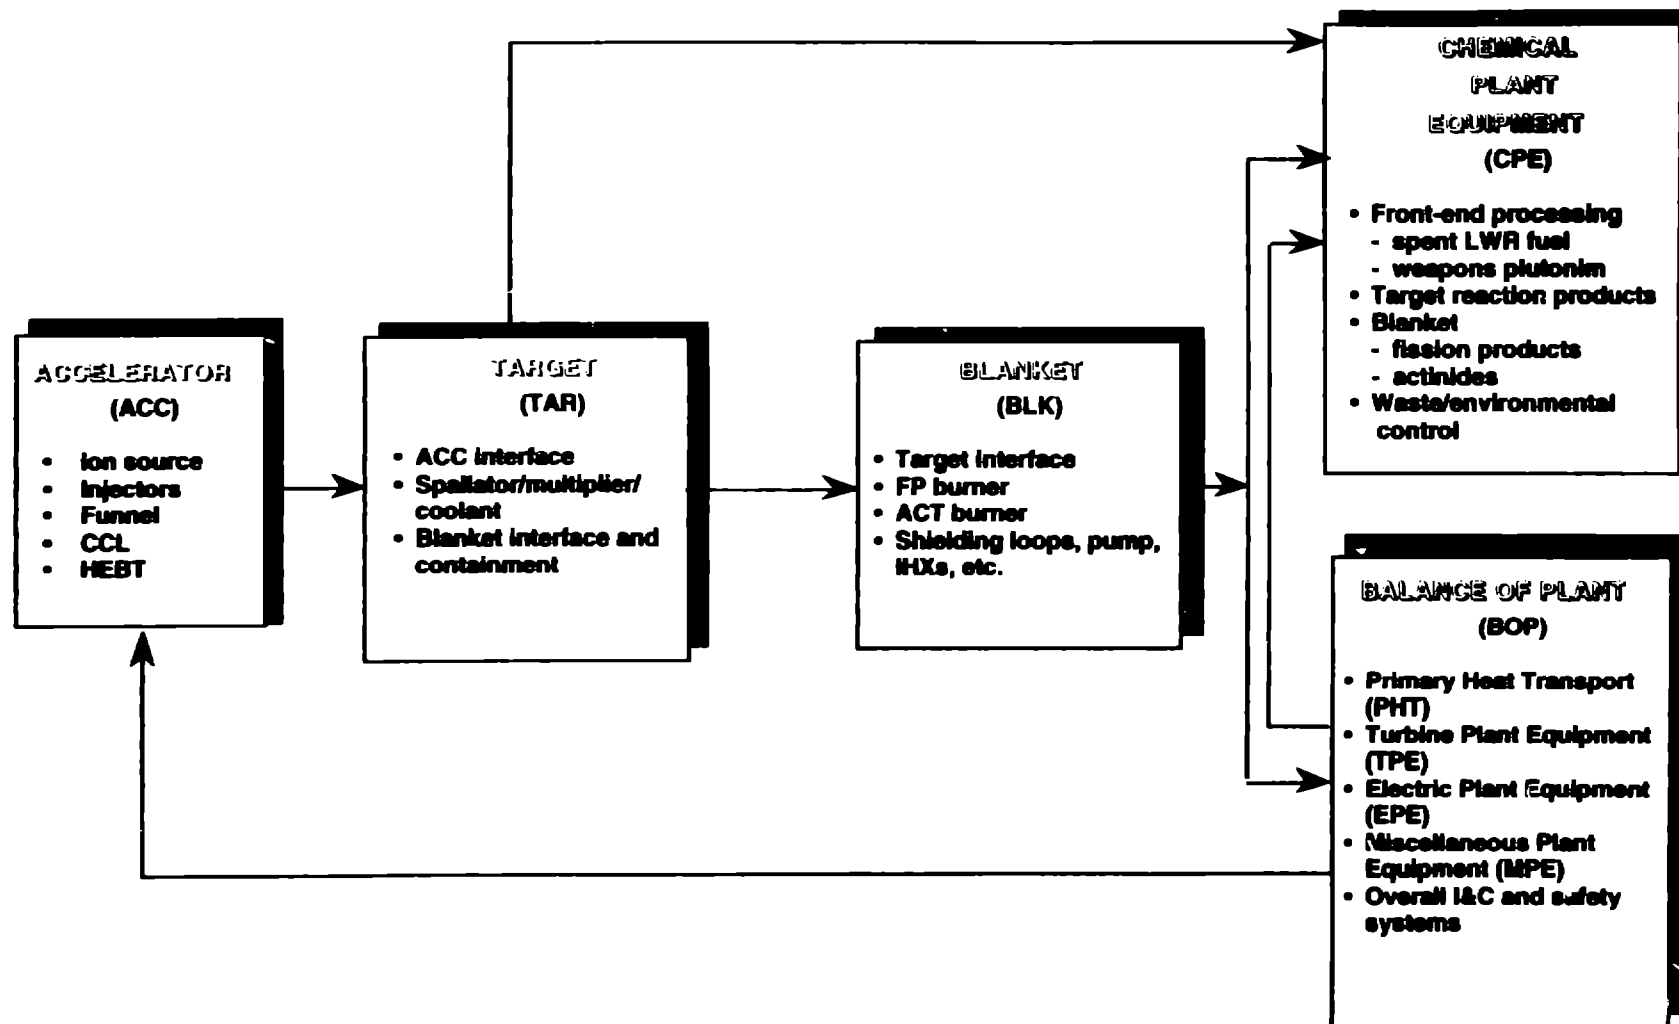 ACCELERATOR
(ACC)
• Ion source
• Injectors
• Funnel
• CCL
• HEBT
TARGET
(TAR)
• ACC interface
• Spallator/multiplier/
coolant
• Blanket interface and
containment
BLANKET
(BLK)
• Target interface
• FP burner
• ACT burner
• Shielding loops, pump,
IHXs, etc.
CHEMICAL
PLANT
EQUIPMENT
(CPE)
• Front-end processing
- spent LWR fuel
- weapons plutonim
• Target reaction products
• Blanket
- fission products
- actinides
• Waste/environmental
control
BALANCE OF PLANT
(BOP)
• Primary Heat Transport
(PHT)
• Turbine Plant Equipment
(TPE)
• Electric Plant Equipment
(EPE)
• Miscellaneous Plant
Equipment (MPE)
• Overall I&C and safety
systems